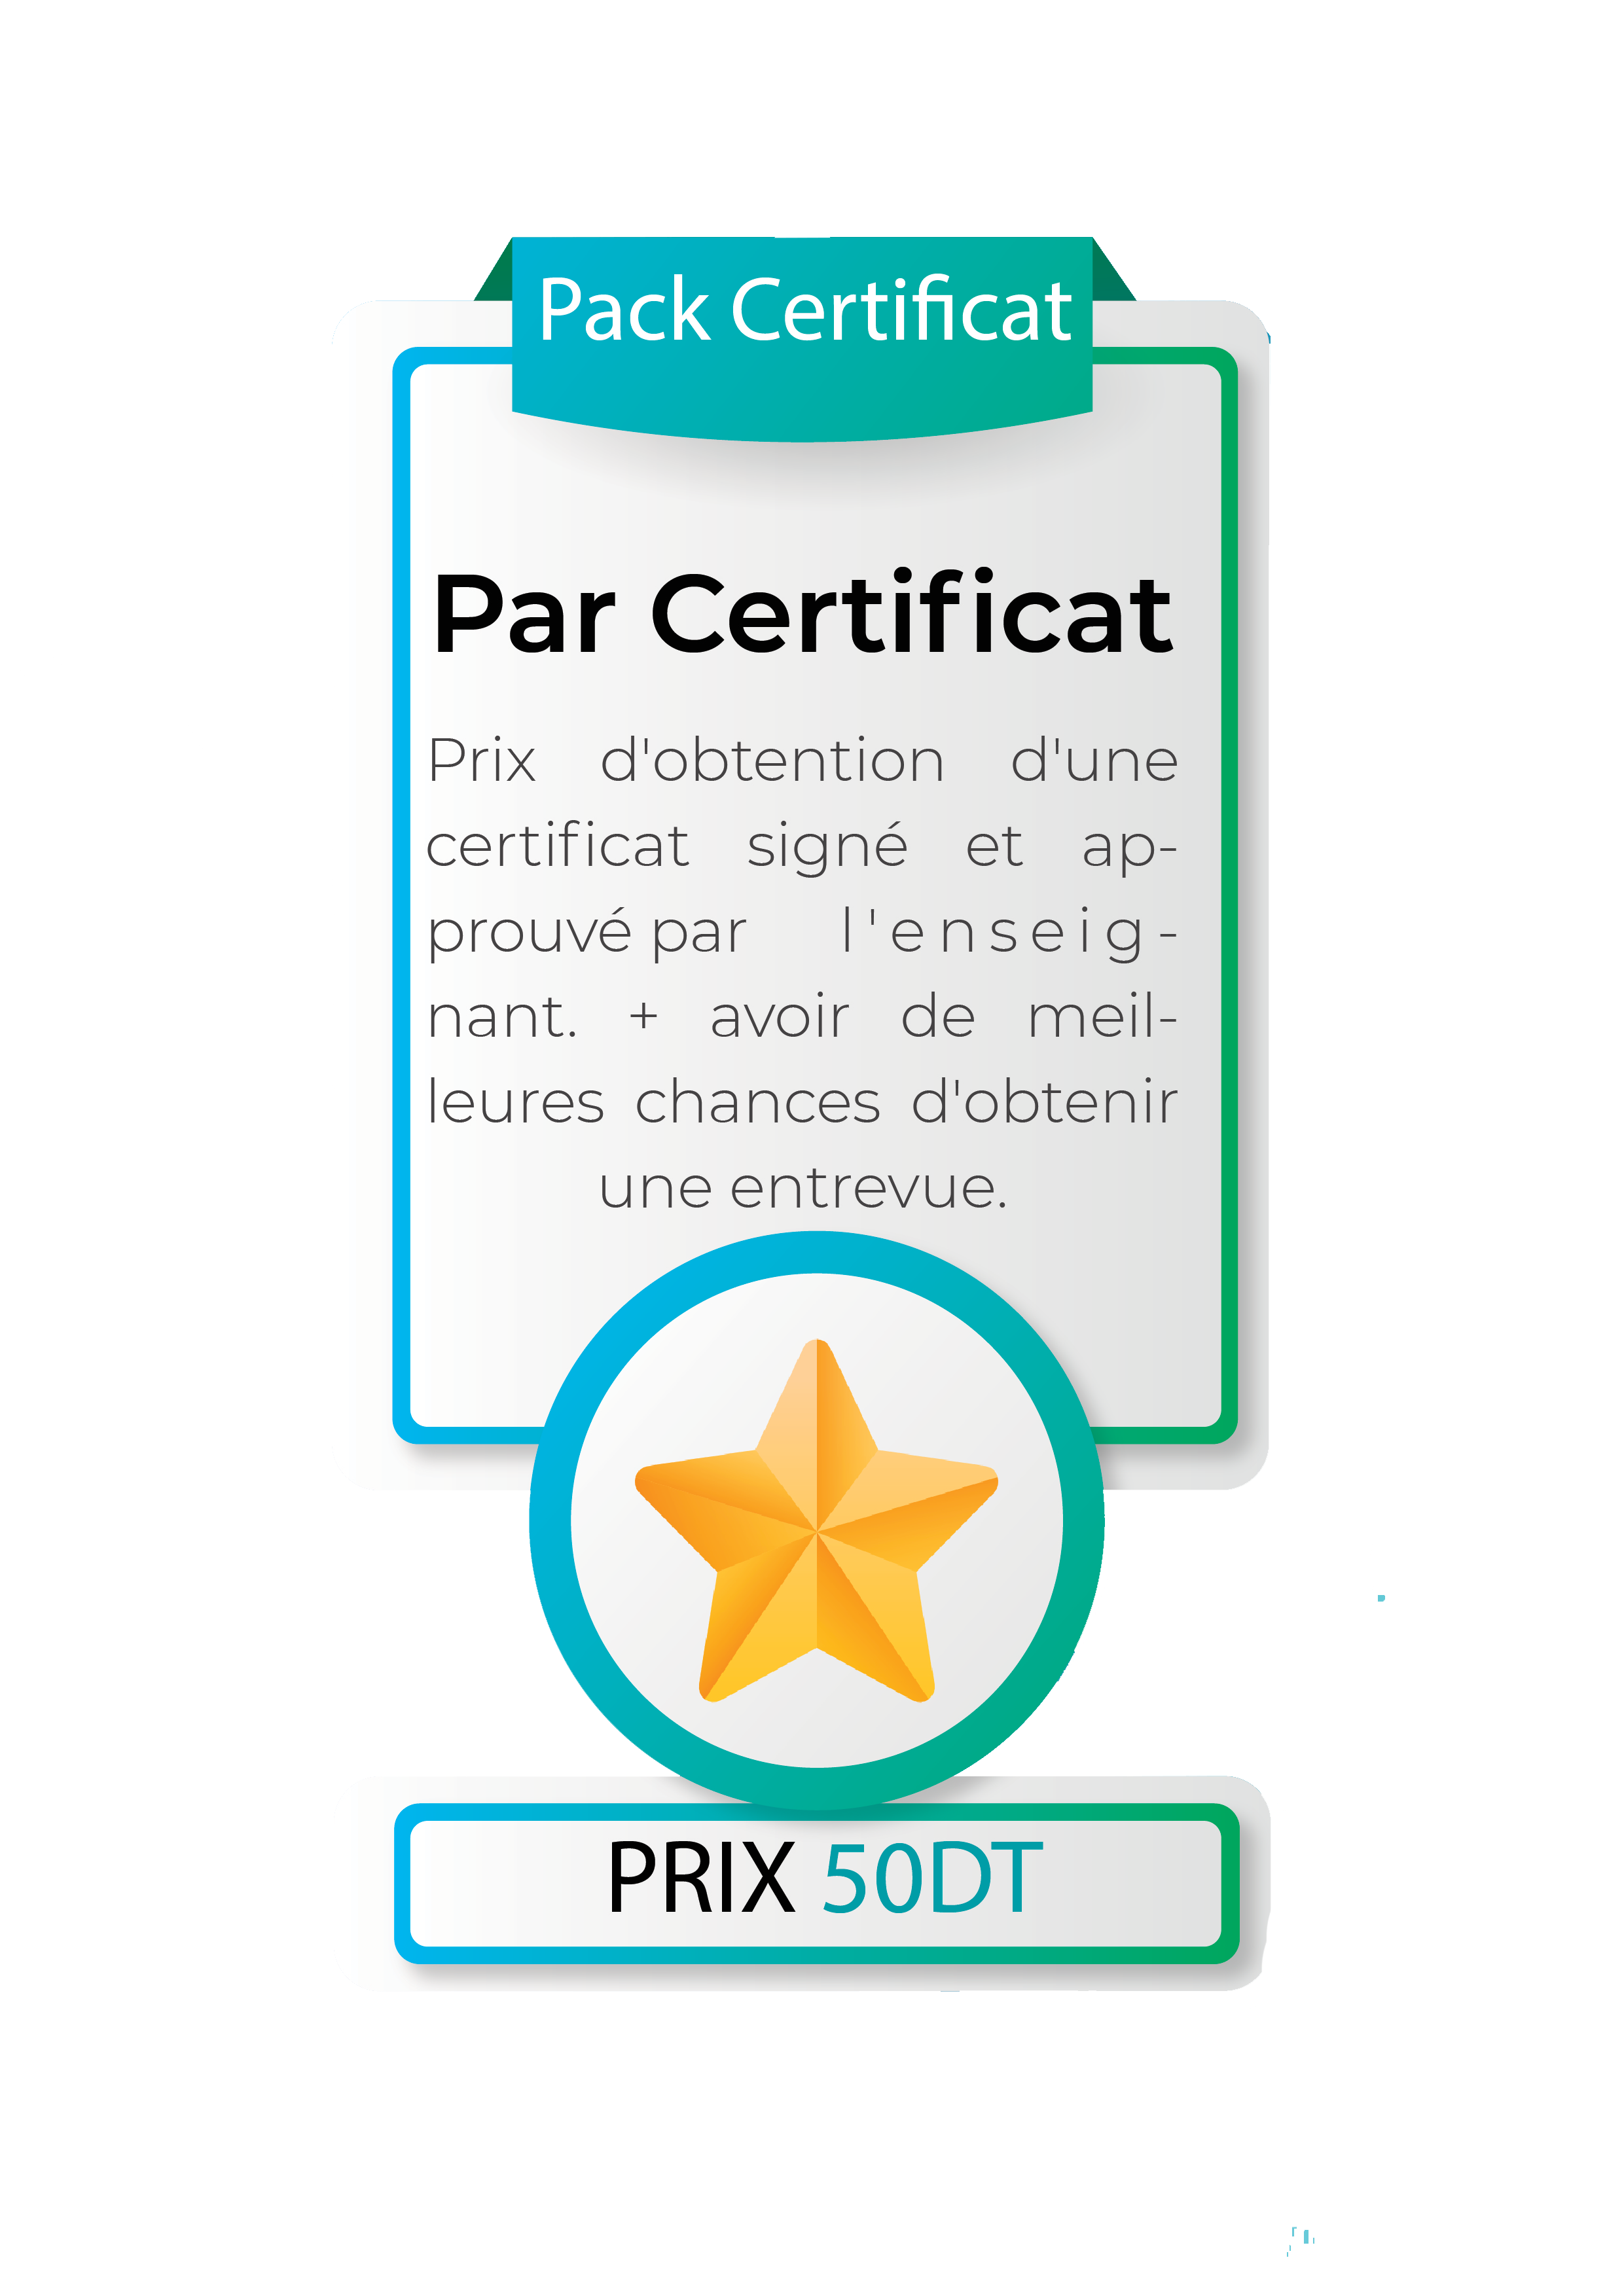 Pack Certificat
Par Certificat
Prix d'obtention d'une
certificat signé et ap-
prouvé par l'enseig-
nant. + avoir de meil-
leures chances d'obtenir
une entrevue.
PRIX 50DT